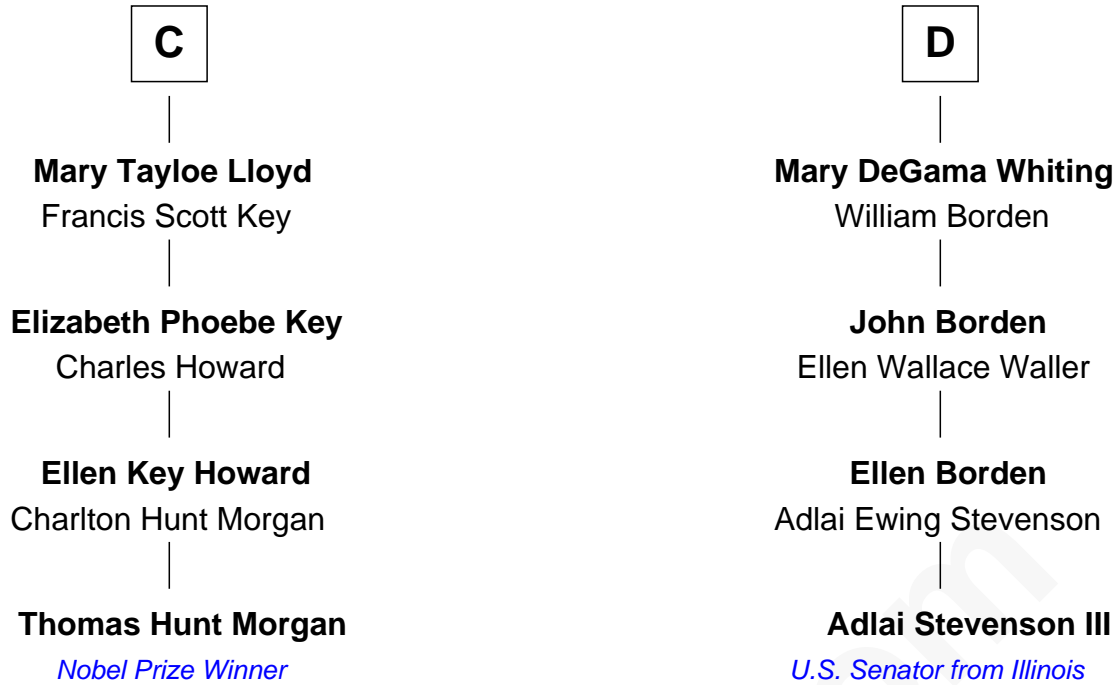 C
Mary Tayloe Lloyd
Francis Scott Key
Elizabeth Phoebe Key
Charles Howard
Ellen Key Howard
Charlton Hunt Morgan
Thomas Hunt Morgan
Nobel Prize Winner
D
Mary DeGama Whiting
William Borden
John Borden
Ellen Wallace Waller
Ellen Borden
Adlai Ewing Stevenson
Adlai Stevenson III
U.S. Senator from Illinois